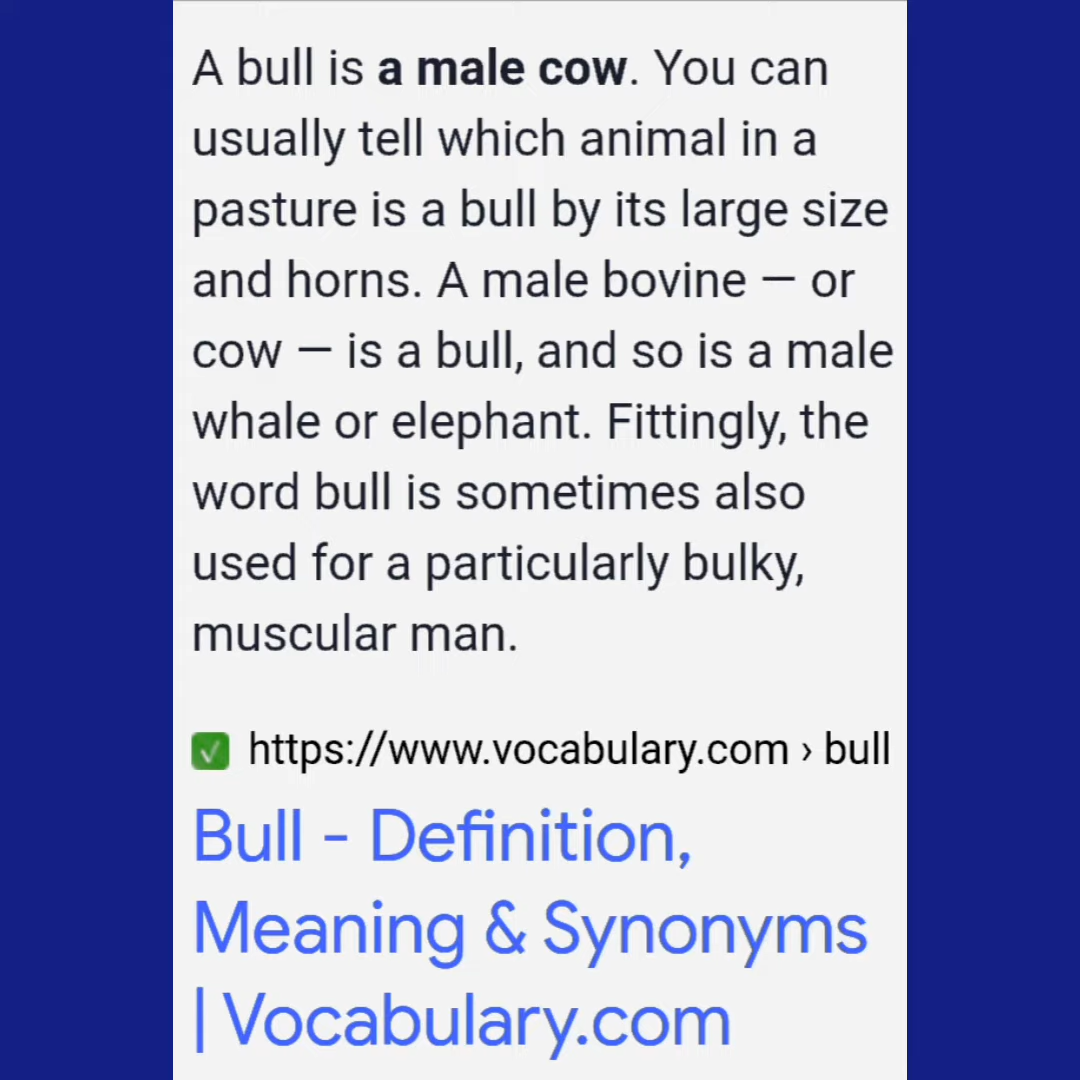 A bull is a male cow. You can
usually tell which animal in a
pasture is a bull by its large size
and horns. A male bovine — or
cow — is a bull, and so is a male
whale or elephant. Fittingly, the
word bull is sometimes also
used for a particularly bulky,
muscular man.
✅ https://www.vocabulary.com › bull
Bull - Definition,
Meaning & Synonyms
| Vocabulary.com